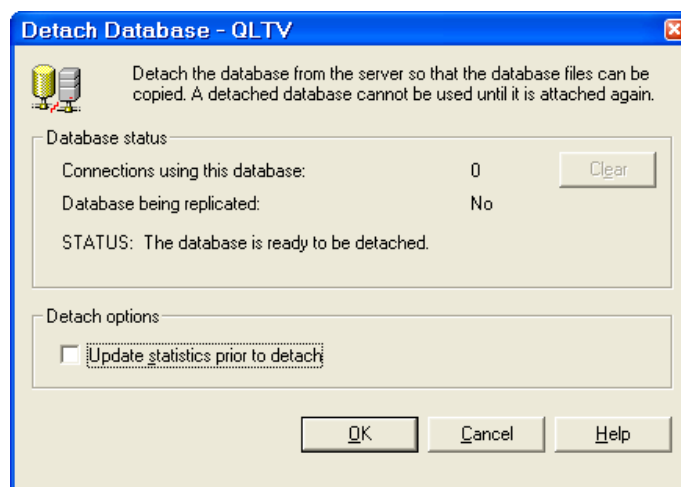 Detach Database - QLTV
Detach the database from the server so that the database files can be
copied. A detached database cannot be used until it is attached again.
Database status
Connections using this database: 0 Clear
Database being replicated: No
STATUS: The database is ready to be detached.
Detach options
Update statistics prior to detach
OK Cancel Help